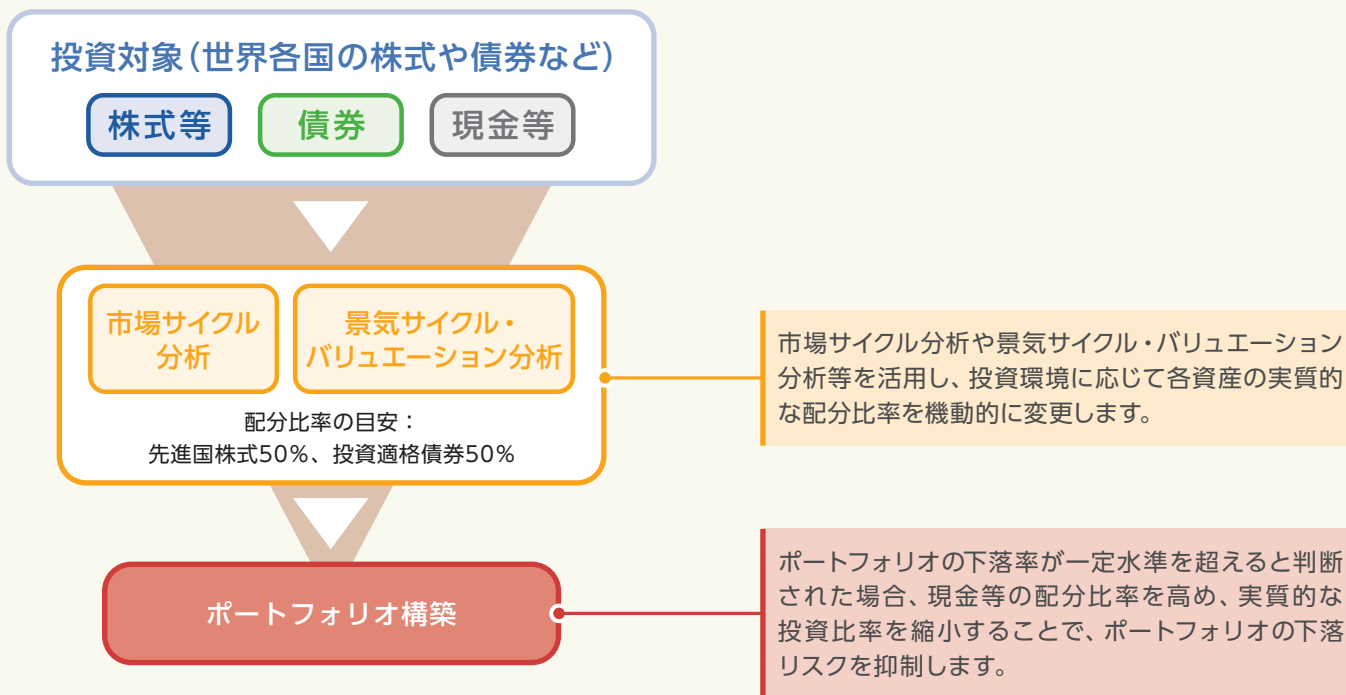 投資対象(世界各国の株式や債券など)
株式等
債券
現金等
市場サイクル
分析
景気サイクル・
バリュエーション分析
配分比率の目安：
先進国株式50%、投資適格債券50%
市場サイクル分析や景気サイクル・バリュエーション
分析等を活用し、投資環境に応じて各資産の実質的
な配分比率を機動的に変更します。
ポートフォリオ構築
ポートフォリオの下落率が一定水準を超えると判断
された場合、現金等の配分比率を高め、実質的な
投資比率を縮小することで、ポートフォリオの下落
リスクを抑制します。